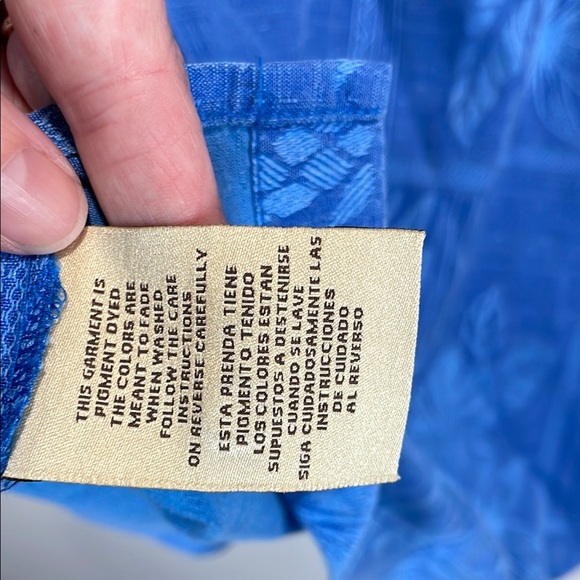 THIS GARMENT IS
PIGMENT DYED
THE COLORS ARE
MEANT TO FADE
WHEN WASHED
FOLLOW THE CARE
INSTRUCTIONS
ON REVERSE CAREFULLY
ESTA PRENDA TIENE
PIGMENTO TENIDO
LOS COLORES ESTAN
SUPUESTOS A DESTENIRSE
CUANDO SE LAVE
SIGA CUIDADOSAMENTE LAS
INSTRUCCIONES
DE CUIDADO
AL REVERSO